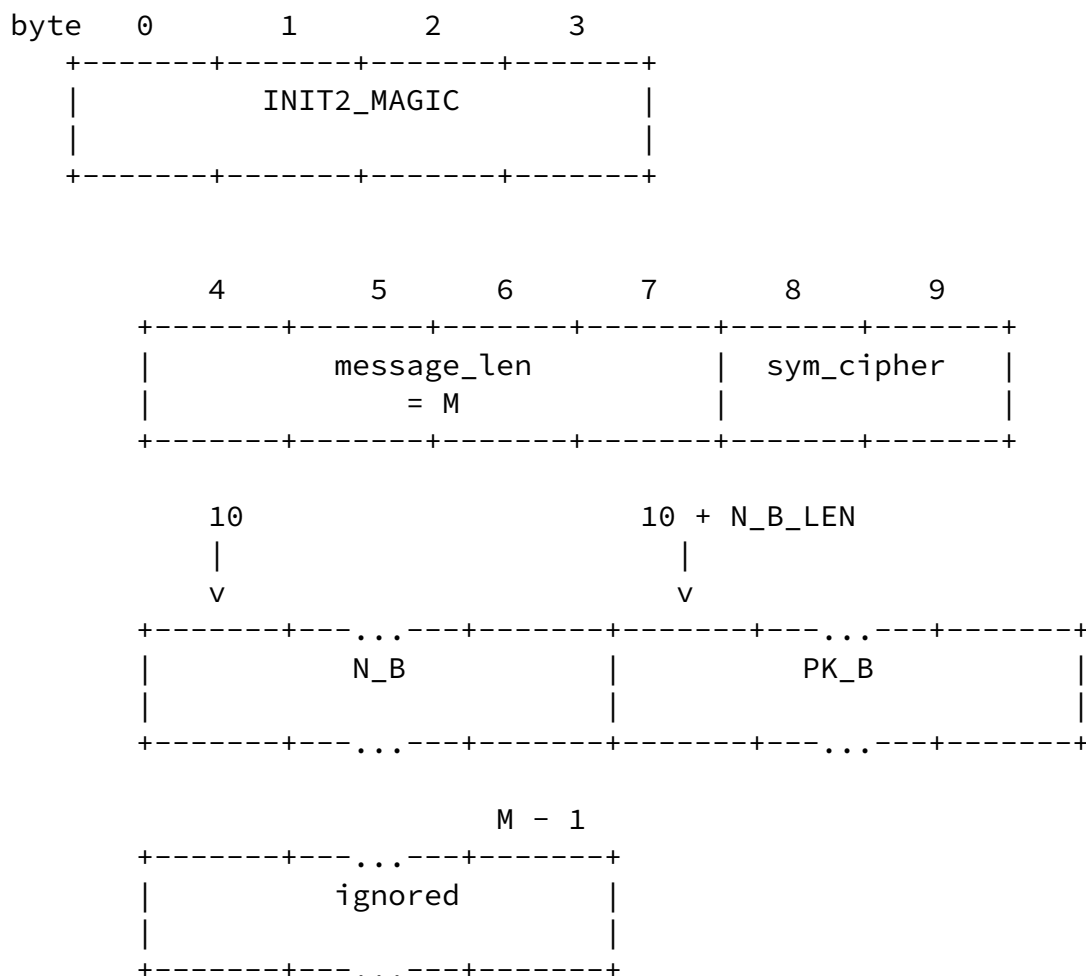 byte   0       1       2       3
   +-------+-------+-------+-------+
   |          INIT2_MAGIC          |
   |                               |
   +-------+-------+-------+-------+
           4       5       6       7       8       9
       +-------+-------+-------+-------+-------+-------+
       |          message_len          |  sym_cipher   |
       |              = M              |               |
       +-------+-------+-------+-------+-------+-------+
           10                      10 + N_B_LEN
           |                         |
           v                         v
       +-------+---...---+-------+-------+---...---+-------+
       |           N_B           |          PK_B           |
       |                         |                         |
       +-------+---...---+-------+-------+---...---+-------+
                           M - 1
       +-------+---...---+-------+
       |          ignored        |
       |                         |
       +-------+---...---+-------+